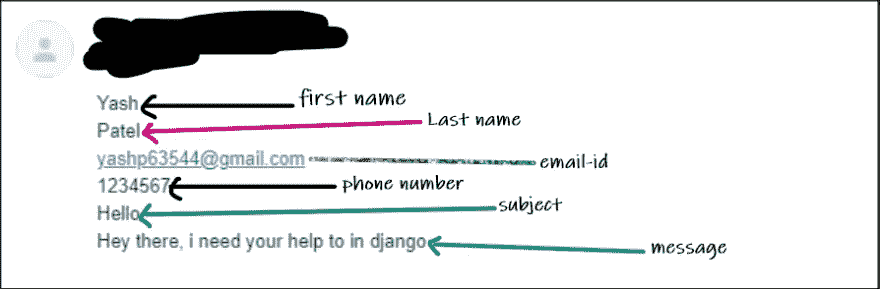 Yash first name
Patel Last name
yashp63544@gmail.com email-id
1234567 phone number
Hello subject
Hey there, i need your help to in django message